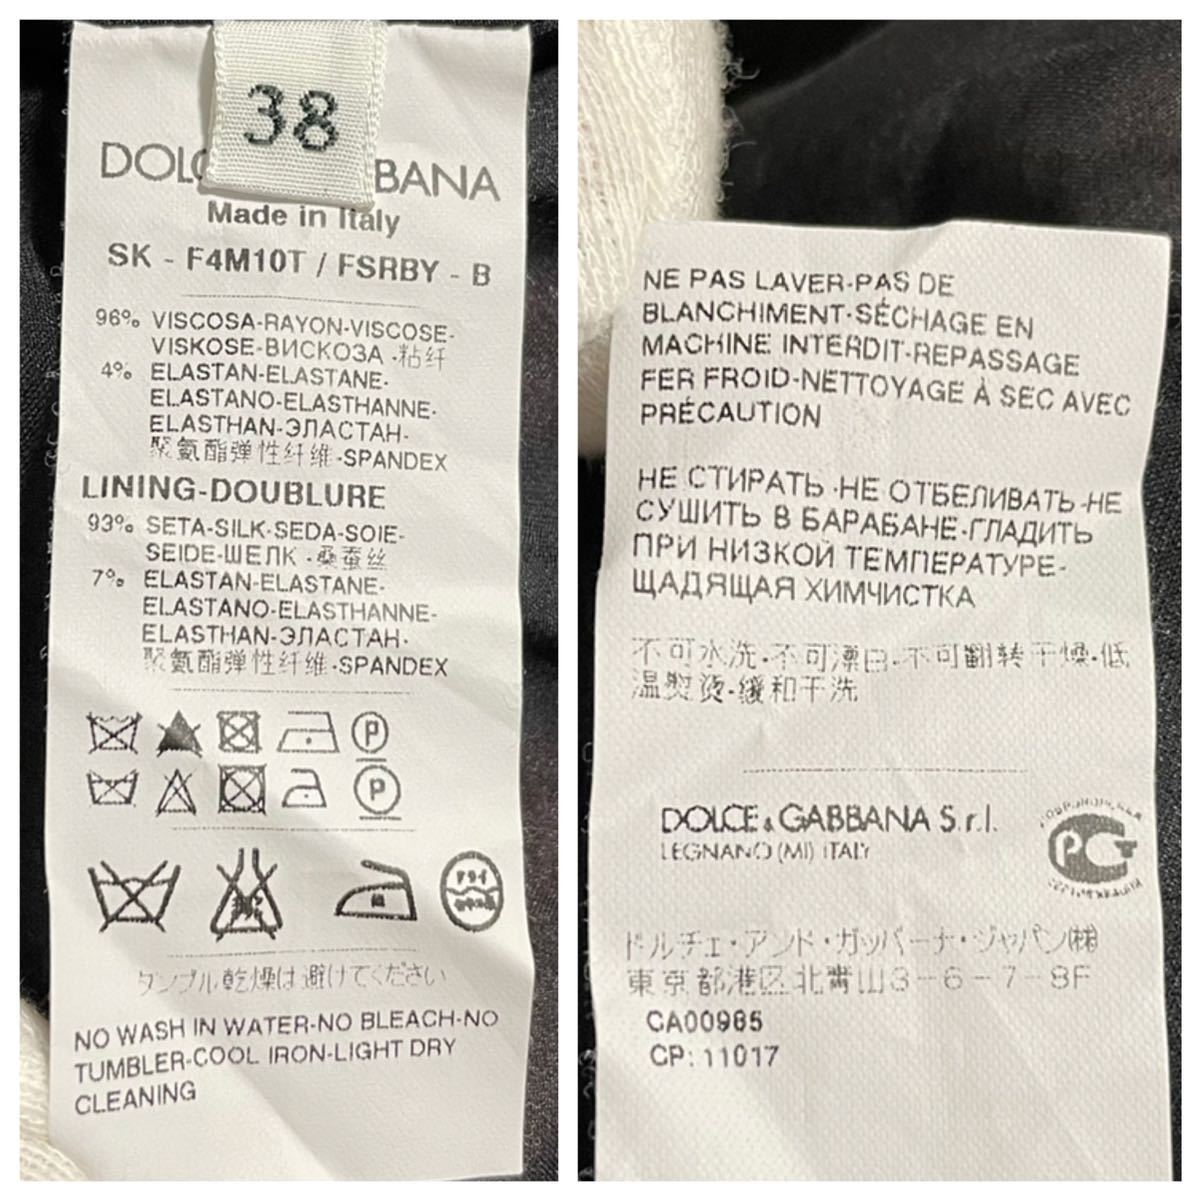 38
DOLC BBANA
Made in Italy
SK - F4M10T / FSRBY - B
96% VISCOSA-RAYON-VISCOSE-
VISKOSE-ВИСКОЗА -粘纤
4% ELASTAN-ELASTANE-
ELASTANO-ELASTHANNE-
ELASTHAN-ЭЛАСТАН-
聚氨酯弹性纤维-SPANDEX
LINING-DOUBLURE
93% SETA-SILK-SEDA-SOIE-
SEIDE-ШЕЛК -桑蚕丝
7% ELASTAN-ELASTANE-
ELASTANO-ELASTHANNE-
ELASTHAN-ЭЛАСТАН-
聚氨酯弹性纤维-SPANDEX
P
P
ドライ
タンブル乾燥は避けてください
NO WASH IN WATER-NO BLEACH-NO
TUMBLER-COOL IRON-LIGHT DRY
CLEANING
NE PAS LAVER-PAS DE
BLANCHIMENT-SÉCHAGE EN
MACHINE INTERDIT-REPASSAGE
FER FROID-NETTOYAGE À SEC AVEC
PRÉCAUTION
НЕ СТИРАТЬ -НЕ ОТБЕЛИВАТЬ-НЕ
СУШИТЬ В БАРАБАНЕ-ГЛАДИТЬ
ПРИ НИЗКОЙ ТЕМПЕРАТУРЕ-
ЩАДЯЩАЯ ХИМЧИСТКА
不可水洗-不可漂白-不可翻转干燥-低
温熨烫-缓和干洗
DOLCE & GABBANA S.r.l.
LEGNANO (MI) ITALY
ドルチェ・アンド・ガッバーナ・ジャパン(株)
東京都港区北青山3-6-7-8F
CA00985
CP: 11017